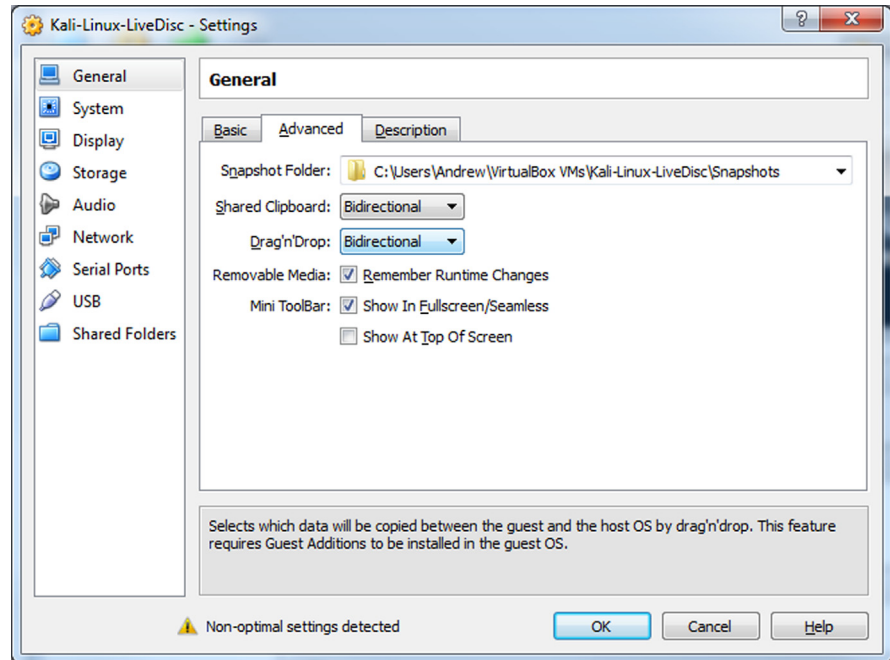 Kali-Linux-LiveDisc - Settings
General
System
Display
Storage
Audio
Network
Serial Ports
USB
Shared Folders
General
Basic
Advanced
Description
Snapshot Folder: C:\Users\Andrew\VirtualBox VMs\Kali-Linux-LiveDisc\Snapshots
Shared Clipboard: Bidirectional
Drag'n'Drop: Bidirectional
Removable Media: Remember Runtime Changes
Mini ToolBar: Show In Fullscreen/Seamless
Show At Top Of Screen
Selects which data will be copied between the guest and the host OS by drag'n'drop. This feature
requires Guest Additions to be installed in the guest OS.
Non-optimal settings detected
OK
Cancel
Help